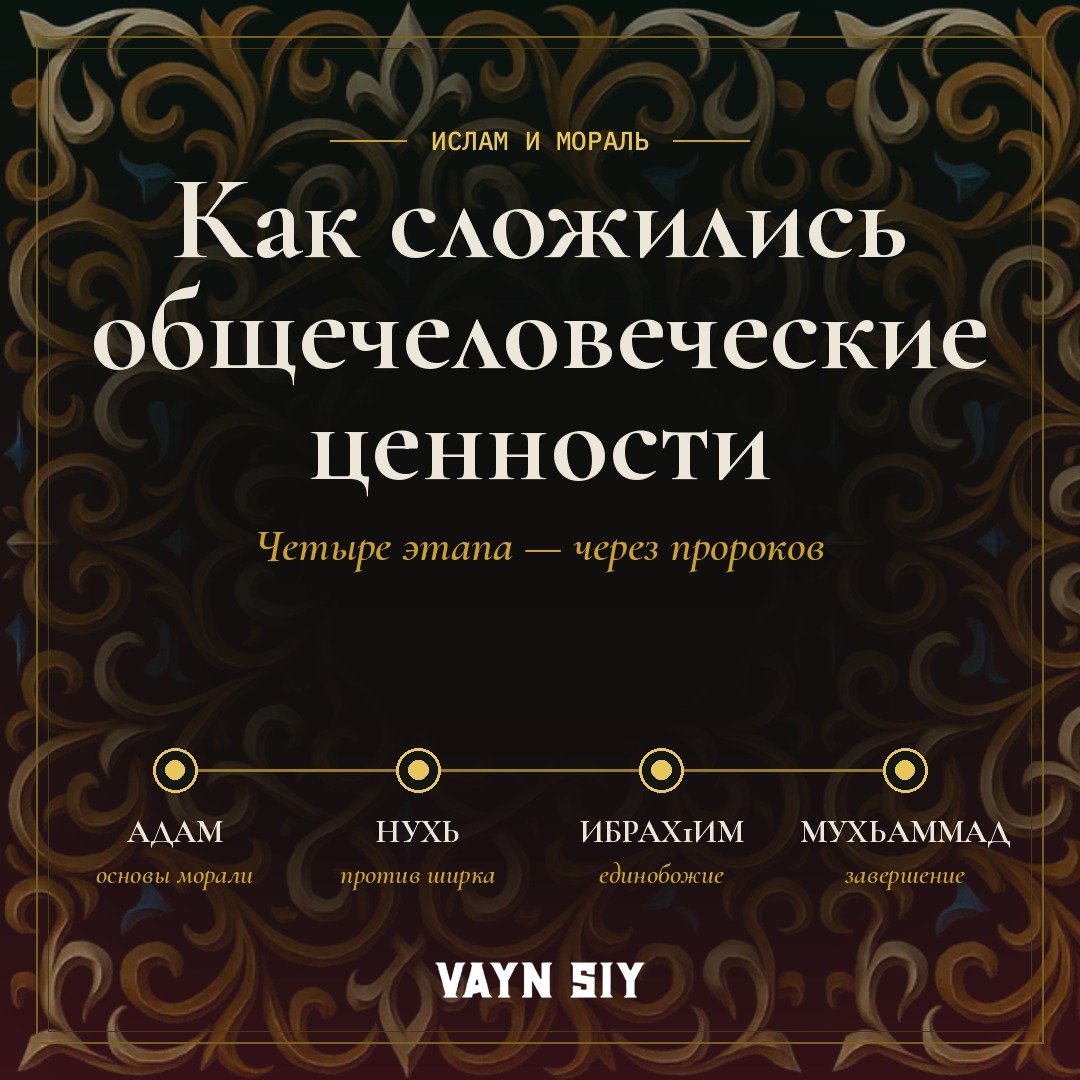 ИСЛАМ И МОРАЛЬ
Как сложились
общечеловеческие
ценности
Четыре этапа — через пророков
АДАМ НУХЬ ИБРАХӏИМ МУХЬАММАД
основы морали против ширка единобожие завершение
VAYN SIY